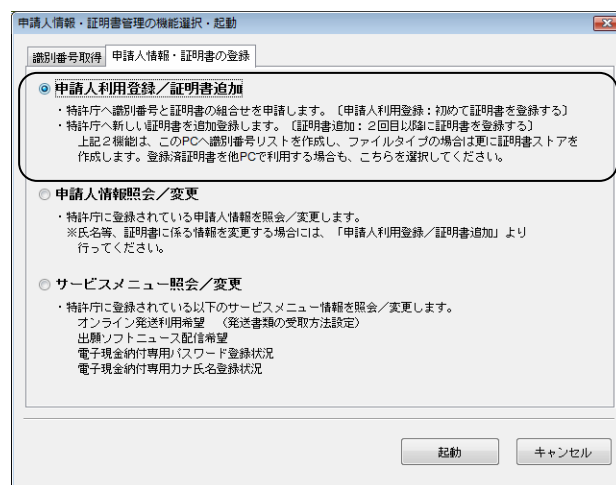 申請人情報・証明書管理の機能選択・起動
識別番号取得 申請人情報・証明書の登録
申請人利用登録／証明書追加
・特許庁へ識別番号と証明書の組合せを申請します。〔申請人利用登録：初めて証明書を登録する〕
・特許庁へ新しい証明書を追加登録します。〔証明書追加：２回目以降に証明書を登録する〕
上記２機能は、このPCへ識別番号リストを作成し、ファイルタイプの場合は更に証明書ストアを
作成します。登録済証明書を他PCで利用する場合も、こちらを選択してください。
申請人情報照会／変更
・特許庁に登録されている申請人情報を照会／変更します。
※氏名等、証明書に係る情報を変更する場合には、「申請人利用登録／証明書追加」より
行ってください。
サービスメニュー照会／変更
・特許庁に登録されている以下のサービスメニュー情報を照会／変更します。
オンライン発送利用希望　（発送書類の受取方法設定）
出願ソフトニュース配信希望
電子現金納付専用パスワード登録状況
電子現金納付専用カナ氏名登録状況
起動 キャンセル